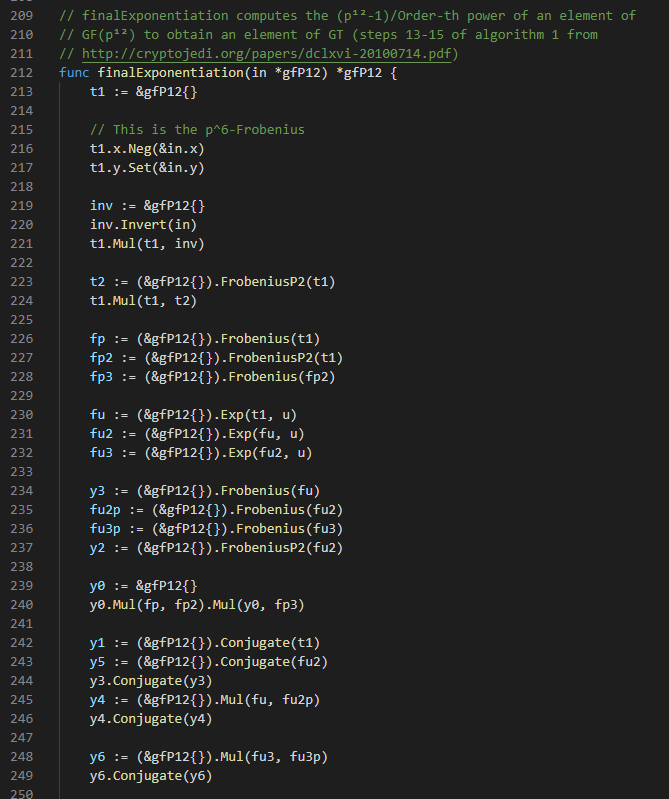 209 // finalExponentiation computes the (p¹²-1)/Order-th power of an element of
210 // GF(p¹²) to obtain an element of GT (steps 13-15 of algorithm 1 from
211 // http://cryptojedi.org/papers/dclxvi-20100714.pdf)
212 func finalExponentiation(in *gfP12) *gfP12 {
213     t1 := &gfP12{}
214
215     // This is the p^6-Frobenius
216     t1.x.Neg(&in.x)
217     t1.y.Set(&in.y)
218
219     inv := &gfP12{}
220     inv.Invert(in)
221     t1.Mul(t1, inv)
222
223     t2 := (&gfP12{}).FrobeniusP2(t1)
224     t1.Mul(t1, t2)
225
226     fp := (&gfP12{}).Frobenius(t1)
227     fp2 := (&gfP12{}).FrobeniusP2(t1)
228     fp3 := (&gfP12{}).Frobenius(fp2)
229
230     fu := (&gfP12{}).Exp(t1, u)
231     fu2 := (&gfP12{}).Exp(fu, u)
232     fu3 := (&gfP12{}).Exp(fu2, u)
233
234     y3 := (&gfP12{}).Frobenius(fu)
235     fu2p := (&gfP12{}).Frobenius(fu2)
236     fu3p := (&gfP12{}).Frobenius(fu3)
237     y2 := (&gfP12{}).FrobeniusP2(fu2)
238
239     y0 := &gfP12{}
240     y0.Mul(fp, fp2).Mul(y0, fp3)
241
242     y1 := (&gfP12{}).Conjugate(t1)
243     y5 := (&gfP12{}).Conjugate(fu2)
244     y3.Conjugate(y3)
245     y4 := (&gfP12{}).Mul(fu, fu2p)
246     y4.Conjugate(y4)
247
248     y6 := (&gfP12{}).Mul(fu3, fu3p)
249     y6.Conjugate(y6)
250